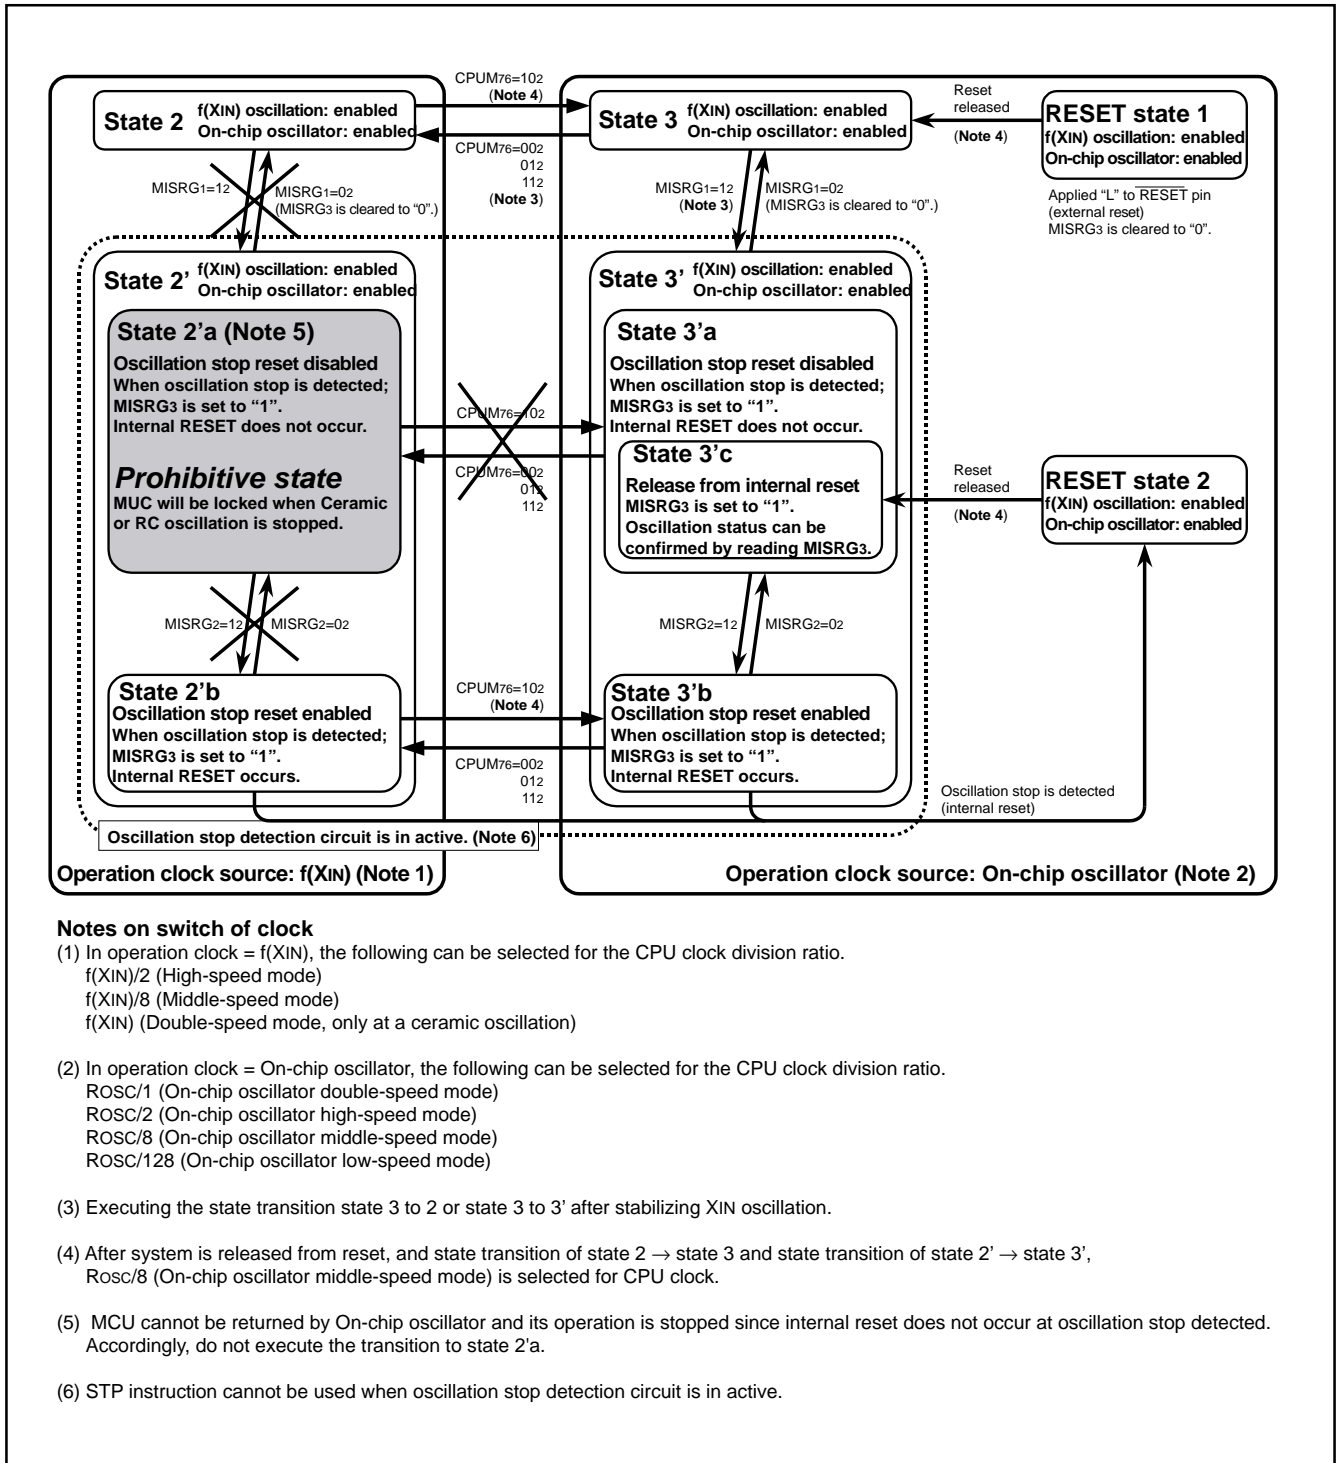 CPUM76=102
(Note 4)
State 2
f(XIN) oscillation: enabled
On-chip oscillator: enabled
State 3
f(XIN) oscillation: enabled
On-chip oscillator: enabled
Reset
released
(Note 4)
RESET state 1
f(XIN) oscillation: enabled
On-chip oscillator: enabled
CPUM76=002
012
112
(Note 3)
MISRG1=12
MISRG1=02
(MISRG3 is cleared to “0”.)
MISRG1=12
(Note 3)
MISRG1=02
(MISRG3 is cleared to “0”.)
Applied “L” to RESET pin
(external reset)
MISRG3 is cleared to “0”.
State 2’
f(XIN) oscillation: enabled
On-chip oscillator: enabled
State 3’
f(XIN) oscillation: enabled
On-chip oscillator: enabled
State 2’a (Note 5)
Oscillation stop reset disabled
When oscillation stop is detected;
MISRG3 is set to “1”.
Internal RESET does not occur.
Prohibitive state
MUC will be locked when Ceramic
or RC oscillation is stopped.
CPUM76=102
CPUM76=002
012
112
State 3’a
Oscillation stop reset disabled
When oscillation stop is detected;
MISRG3 is set to “1”.
Internal RESET does not occur.
State 3’c
Release from internal reset
MISRG3 is set to “1”.
Oscillation status can be
confirmed by reading MISRG3.
Reset
released
(Note 4)
RESET state 2
f(XIN) oscillation: enabled
On-chip oscillator: enabled
MISRG2=12
MISRG2=02
MISRG2=12
MISRG2=02
State 2’b
Oscillation stop reset enabled
When oscillation stop is detected;
MISRG3 is set to “1”.
Internal RESET occurs.
CPUM76=102
(Note 4)
CPUM76=002
012
112
State 3’b
Oscillation stop reset enabled
When oscillation stop is detected;
MISRG3 is set to “1”.
Internal RESET occurs.
Oscillation stop is detected
(internal reset)
Oscillation stop detection circuit is in active. (Note 6)
Operation clock source: f(XIN) (Note 1)
Operation clock source: On-chip oscillator (Note 2)
Notes on switch of clock
(1) In operation clock = f(XIN), the following can be selected for the CPU clock division ratio.
f(XIN)/2 (High-speed mode)
f(XIN)/8 (Middle-speed mode)
f(XIN) (Double-speed mode, only at a ceramic oscillation)
(2) In operation clock = On-chip oscillator, the following can be selected for the CPU clock division ratio.
ROSC/1 (On-chip oscillator double-speed mode)
ROSC/2 (On-chip oscillator high-speed mode)
ROSC/8 (On-chip oscillator middle-speed mode)
ROSC/128 (On-chip oscillator low-speed mode)
(3) Executing the state transition state 3 to 2 or state 3 to 3’ after stabilizing XIN oscillation.
(4) After system is released from reset, and state transition of state 2 → state 3 and state transition of state 2’ → state 3’,
ROSC/8 (On-chip oscillator middle-speed mode) is selected for CPU clock.
(5) MCU cannot be returned by On-chip oscillator and its operation is stopped since internal reset does not occur at oscillation stop detected.
Accordingly, do not execute the transition to state 2’a.
(6) STP instruction cannot be used when oscillation stop detection circuit is in active.